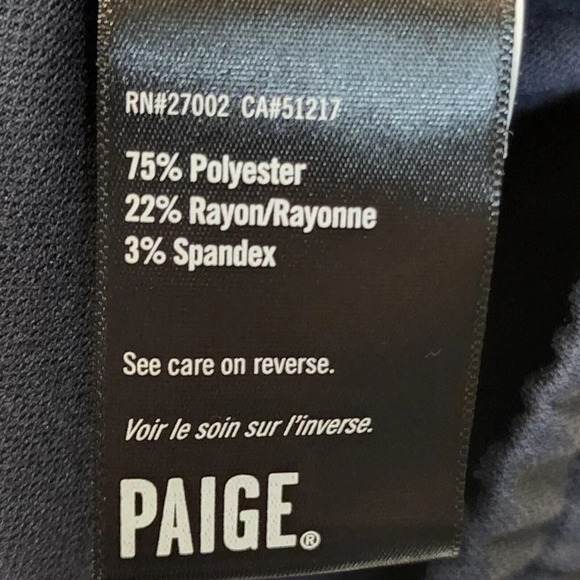 RN#27002 CA#51217
75% Polyester
22% Rayon/Rayonne
3% Spandex
See care on reverse.
Voir le soin sur l'inverse.
PAIGE®